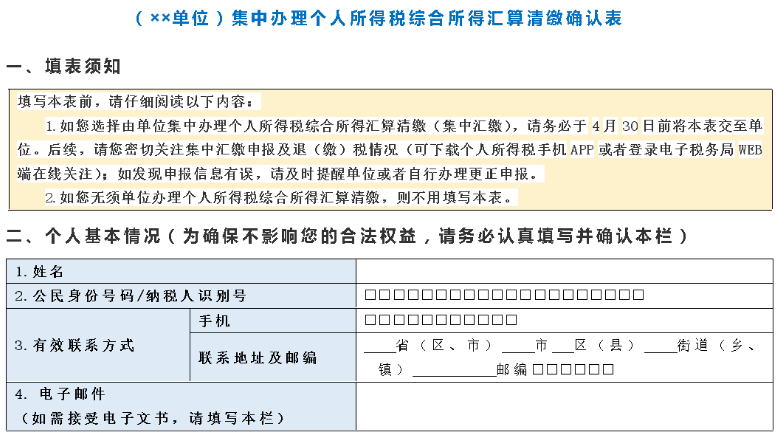 （××单位）集中办理个人所得税综合所得汇算清缴确认表
一、填表须知
填写本表前，请仔细阅读以下内容：
1.如您选择由单位集中办理个人所得税综合所得汇算清缴（集中汇缴），请务必于 4 月 30 日前将本表交至单
位。后续，请您密切关注集中汇缴申报及退（缴）税情况（可下载个人所得税手机 APP 或者登录电子税务局 WEB
端在线关注）；如发现申报信息有误，请及时提醒单位或者自行办理更正申报。
2.如您无须单位办理个人所得税综合所得汇算清缴，则不用填写本表。
二、个人基本情况（为确保不影响您的合法权益，请务必认真填写并确认本栏）
1.姓名
2.公民身份号码/纳税人识别号 □□□□□□□□□□□□□□□□□□□□
3.有效联系方式 手机 □□□□□□□□□□□
联系地址及邮编 ____省（区、市）____市___区（县）____街道（乡、
镇）__________邮编□□□□□□
4. 电子邮件
（如需接受电子文书，请填写本栏）